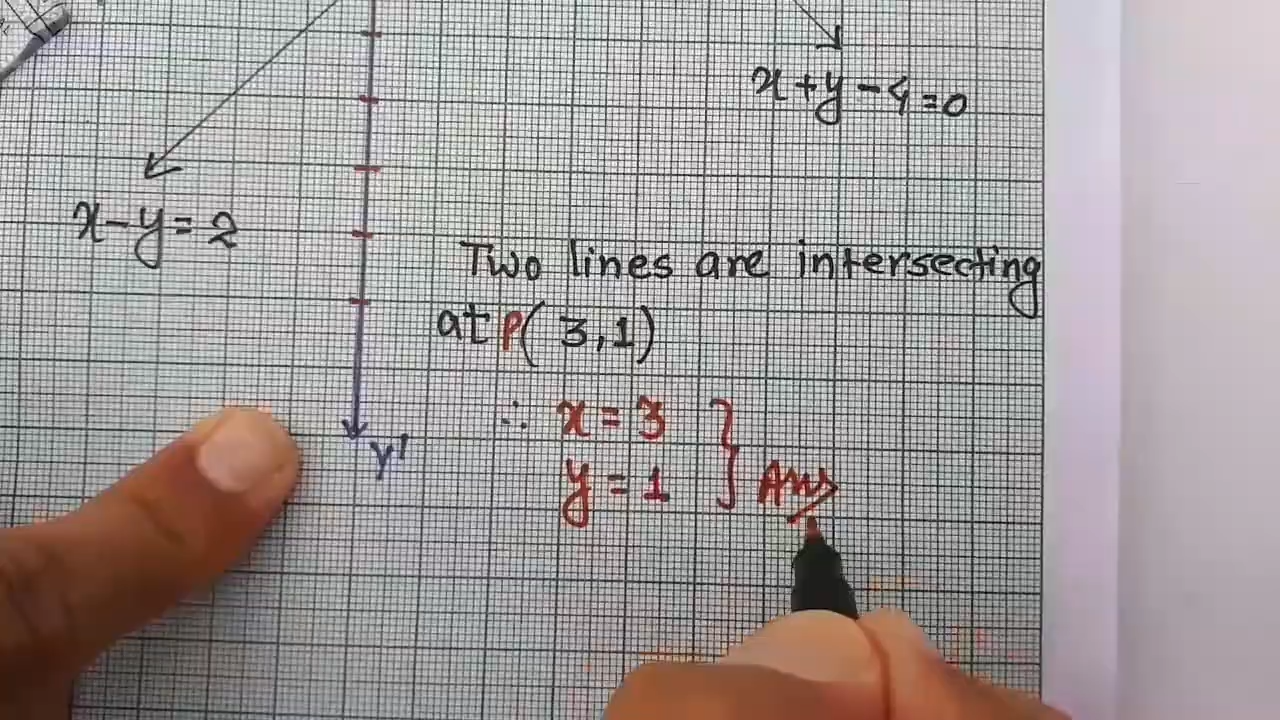 x+y-4=0
x-y=2
Two lines are intersecting
at P(3,1)
∴ x=3
y=1 } Ans
y'